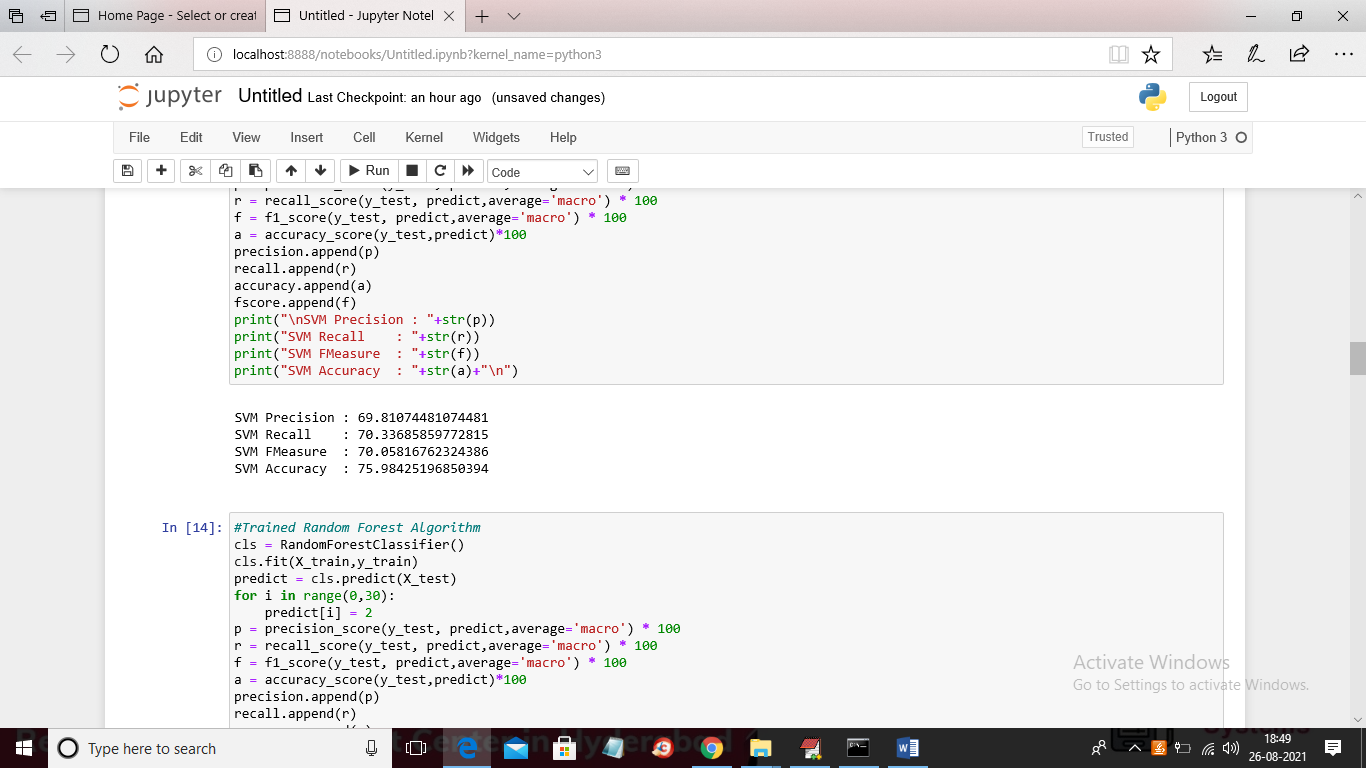 Home Page - Select or creat
Untitled - Jupyter Notel
localhost:8888/notebooks/Untitled.ipynb?kernel_name=python3
jupyter Untitled Last Checkpoint: an hour ago (unsaved changes)
Logout
File Edit View Insert Cell Kernel Widgets Help
Trusted
Python 3
Run
Code
r = recall_score(y_test, predict,average='macro') * 100
f = f1_score(y_test, predict,average='macro') * 100
a = accuracy_score(y_test,predict)*100
precision.append(p)
recall.append(r)
accuracy.append(a)
fscore.append(f)
print("\nSVM Precision : "+str(p))
print("SVM Recall    : "+str(r))
print("SVM FMeasure  : "+str(f))
print("SVM Accuracy  : "+str(a)+"\n")
SVM Precision : 69.81074481074481
SVM Recall    : 70.33685859772815
SVM FMeasure  : 70.05816762324386
SVM Accuracy  : 75.98425196850394
In [14]:
#Trained Random Forest Algorithm
cls = RandomForestClassifier()
cls.fit(X_train,y_train)
predict = cls.predict(X_test)
for i in range(0,30):
    predict[i] = 2
p = precision_score(y_test, predict,average='macro') * 100
r = recall_score(y_test, predict,average='macro') * 100
f = f1_score(y_test, predict,average='macro') * 100
a = accuracy_score(y_test,predict)*100
precision.append(p)
recall.append(r)
Activate Windows
Go to Settings to activate Windows.
Type here to search
18:49
26-08-2021